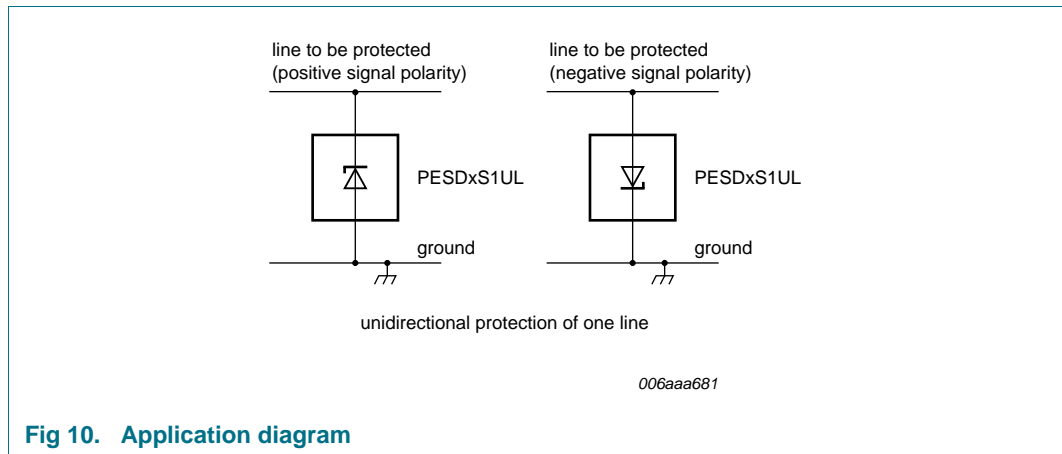 line to be protected
(positive signal polarity)
line to be protected
(negative signal polarity)
PESDxS1UL
PESDxS1UL
ground
ground
unidirectional protection of one line
006aaa681
Fig 10. Application diagram